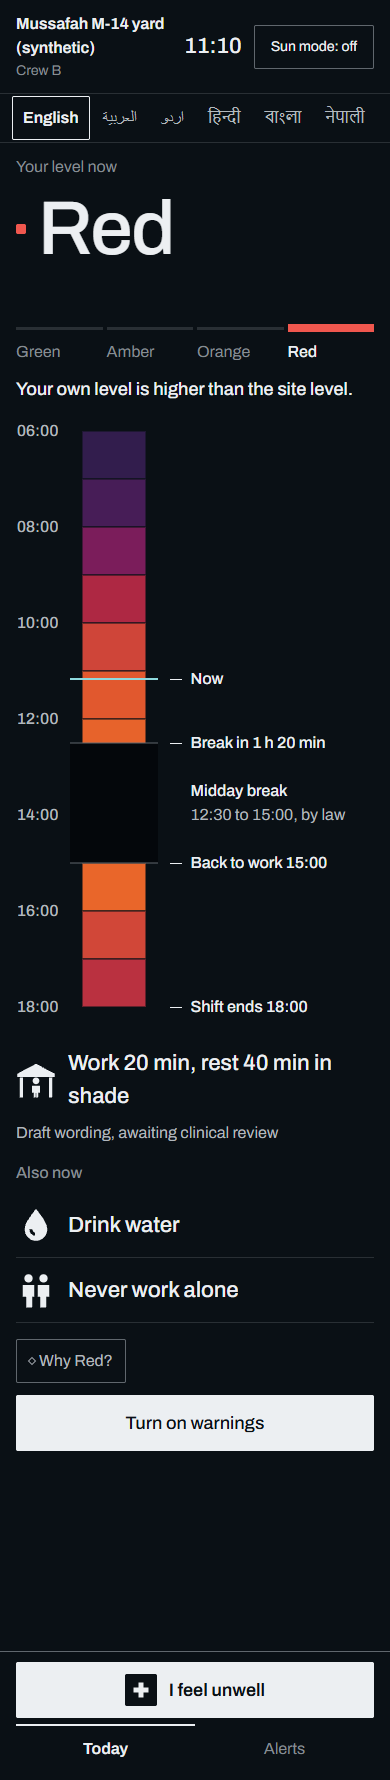 Mussafah M-14 yard
(synthetic)
Crew B
11:10
Sun mode: off
English
العربية
اردو
हिन्दी
বাংলা
नेपाली
Your level now
Red
Green
Amber
Orange
Red
Your own level is higher than the site level.
06:00
08:00
10:00
Now
12:00
Break in 1 h 20 min
Midday break
14:00
12:30 to 15:00, by law
Back to work 15:00
16:00
18:00
Shift ends 18:00
Work 20 min, rest 40 min in
shade
Draft wording, awaiting clinical review
Also now
Drink water
Never work alone
Why Red?
Turn on warnings
I feel unwell
Today
Alerts